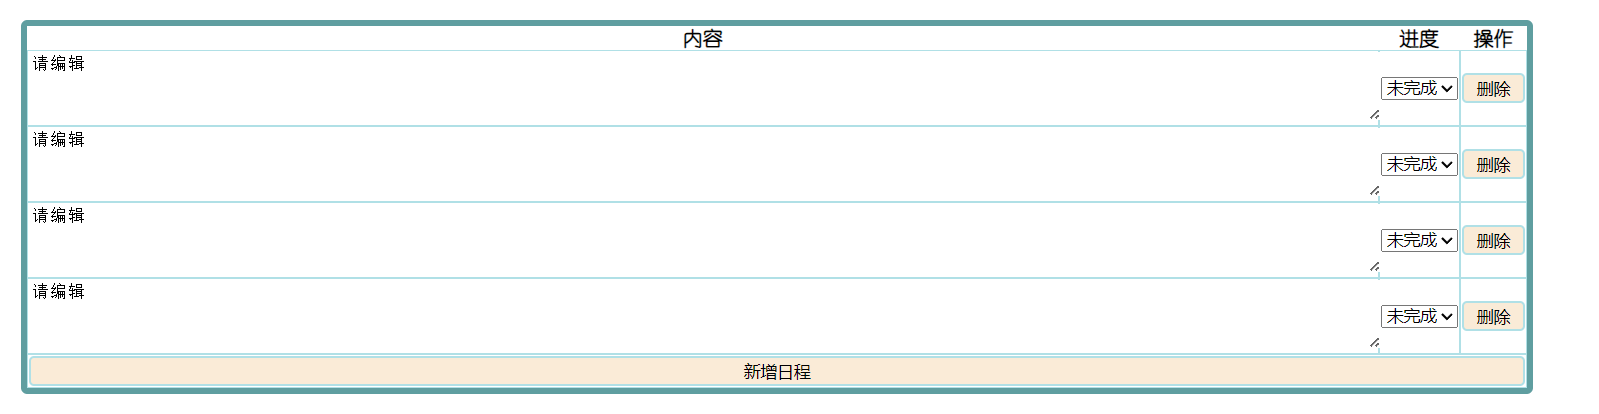 内容 进度 操作
请编辑
未完成 删除
请编辑
未完成 删除
请编辑
未完成 删除
请编辑
未完成 删除
新增日程